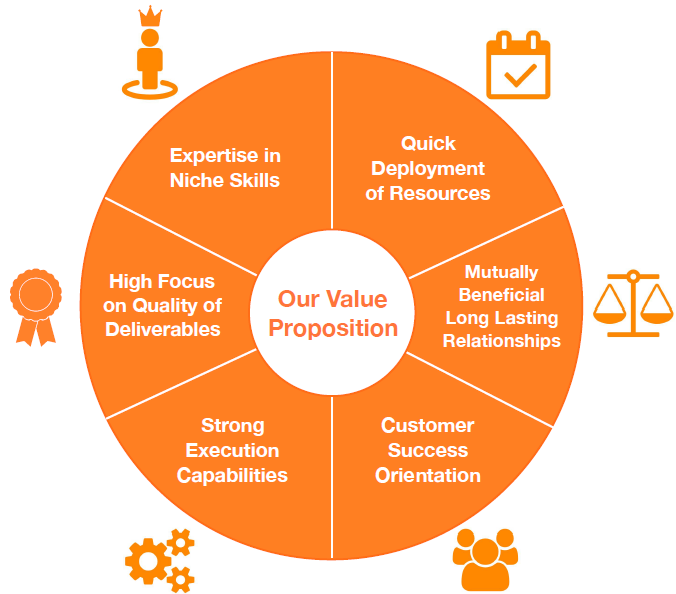 Our Value
Proposition
Quick
Deployment
of Resources
Mutually
Beneficial
Long Lasting
Relationships
Customer
Success
Orientation
Strong
Execution
Capabilities
High Focus
on Quality of
Deliverables
Expertise in
Niche Skills